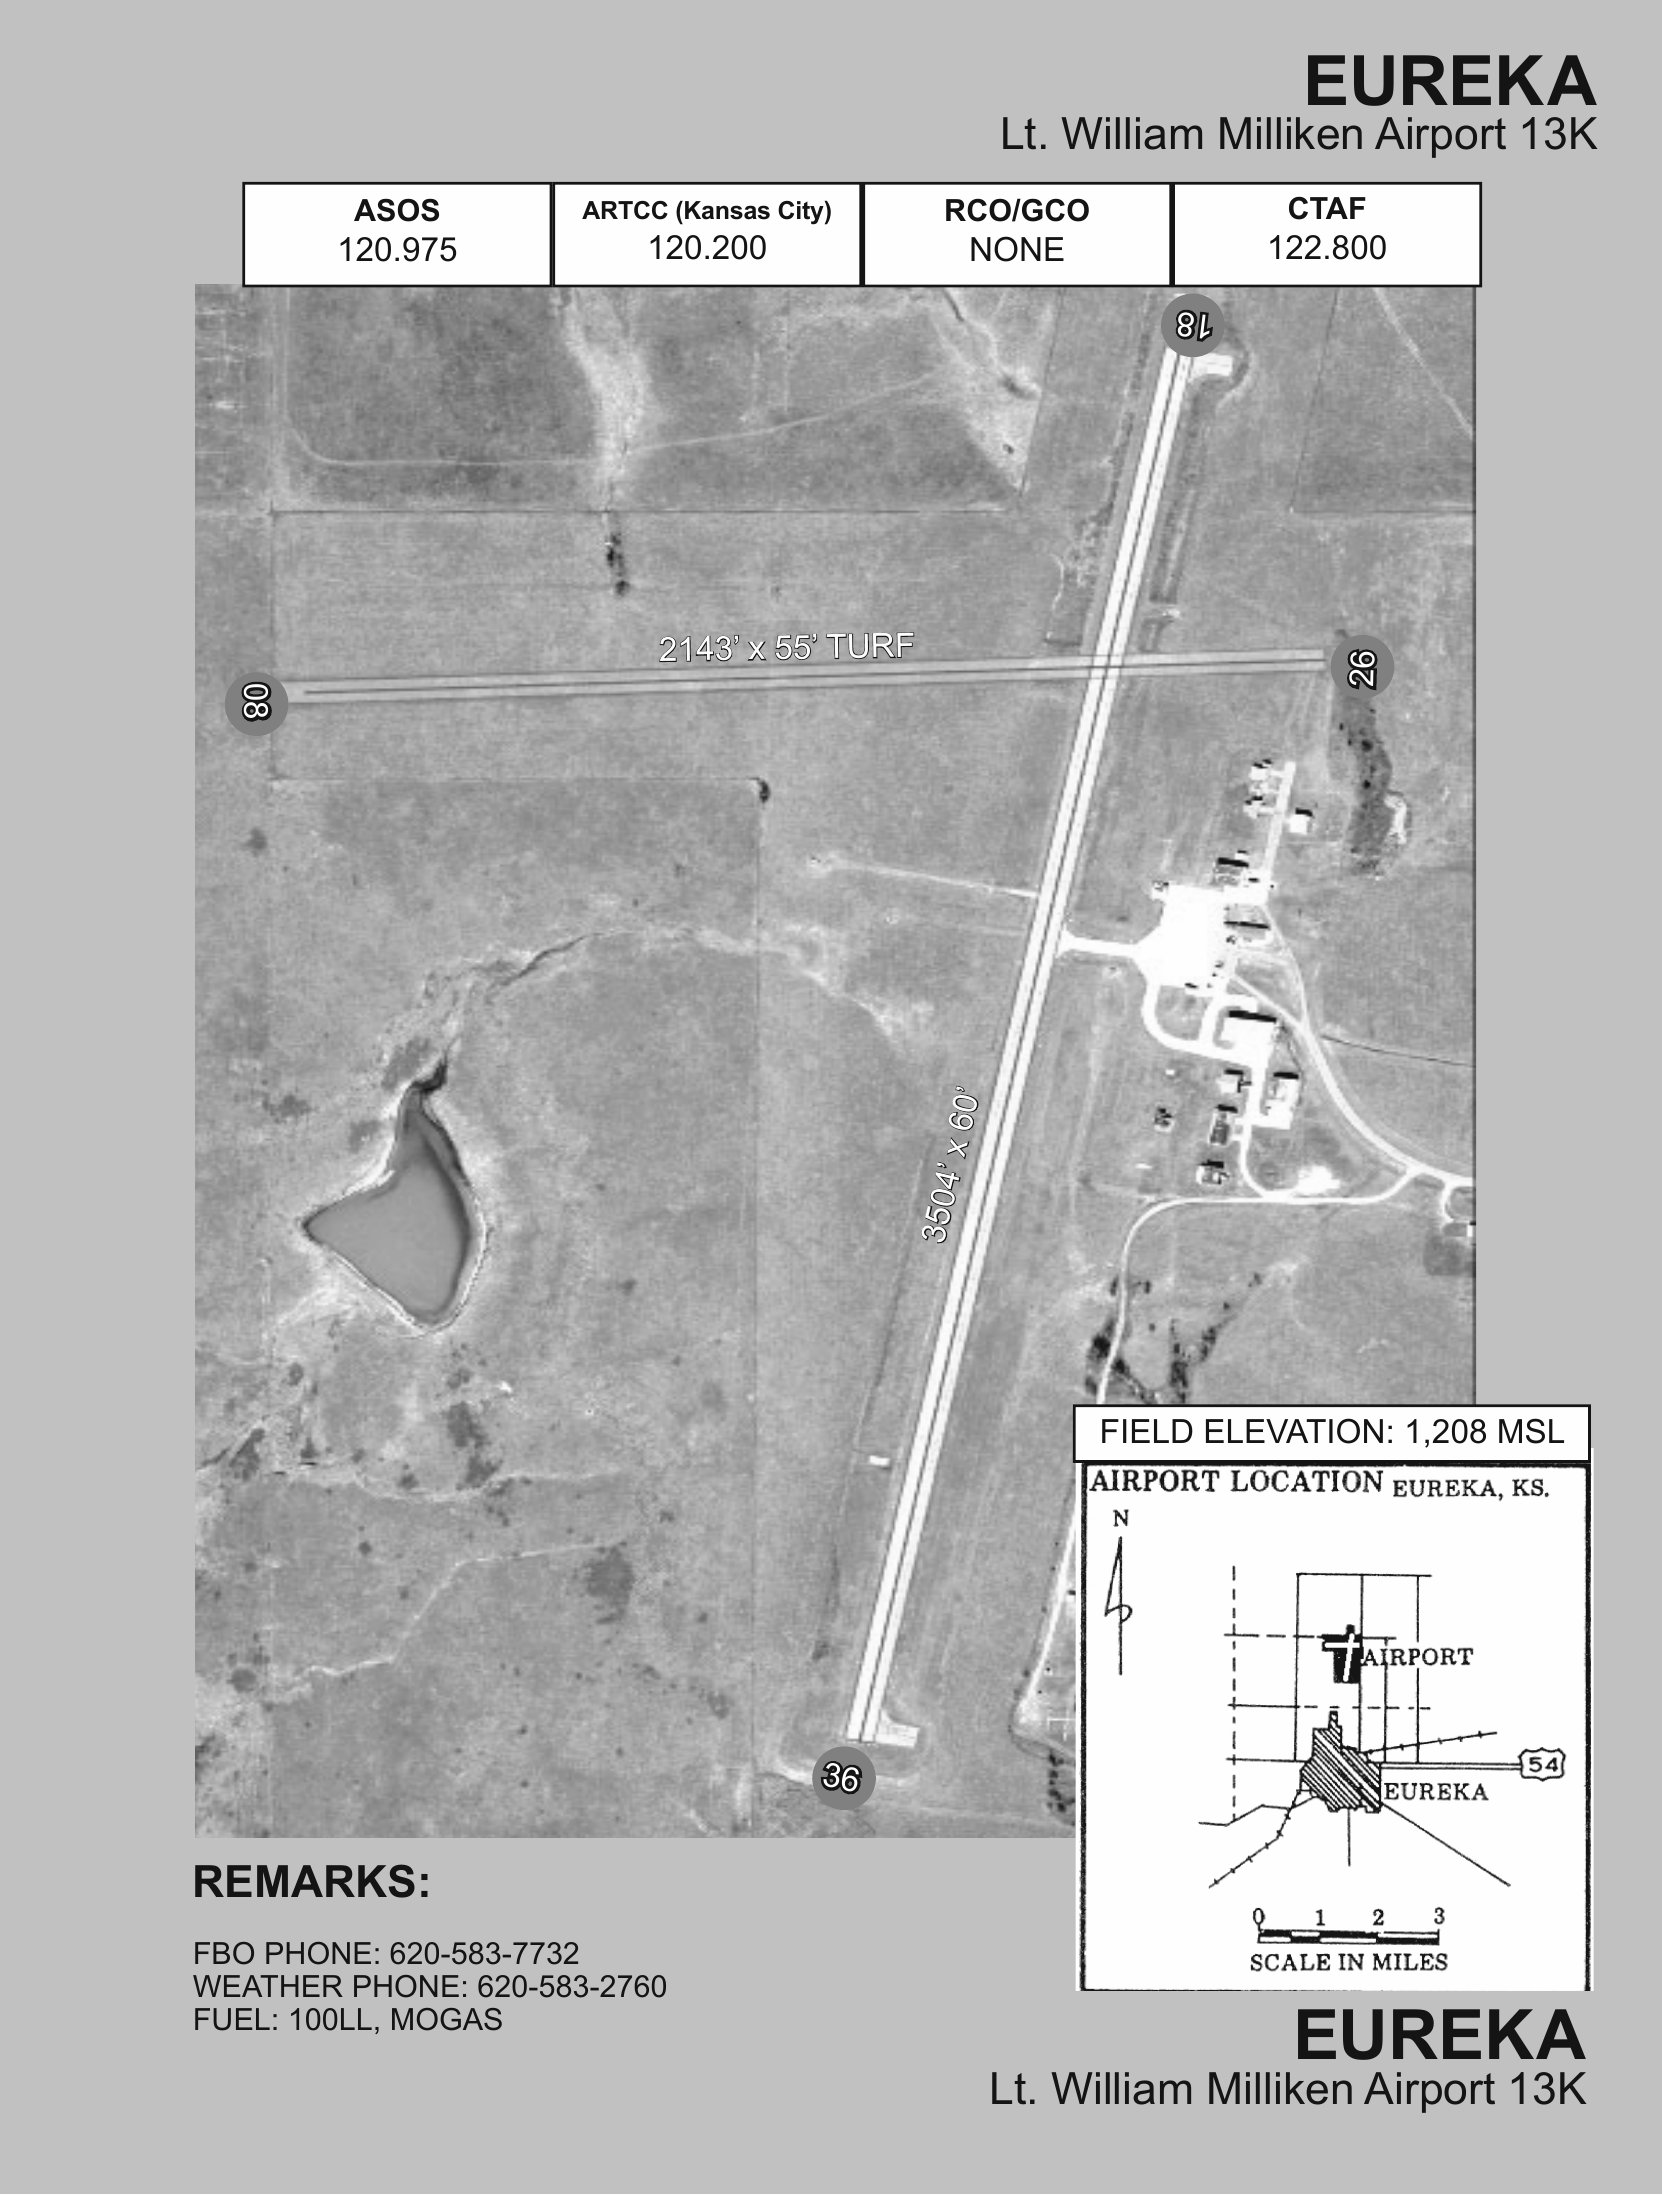 EUREKA
Lt. William Milliken Airport 13K
ASOS
120.975
ARTCC (Kansas City)
120.200
RCO/GCO
NONE
CTAF
122.800
18
2143’ x 55’ TURF
08
26
3504’ x 60’
36
FIELD ELEVATION: 1,208 MSL
AIRPORT LOCATION EUREKA, KS.
N
AIRPORT
54
EUREKA
0 1 2 3
SCALE IN MILES
REMARKS:
FBO PHONE: 620-583-7732
WEATHER PHONE: 620-583-2760
FUEL: 100LL, MOGAS
EUREKA
Lt. William Milliken Airport 13K